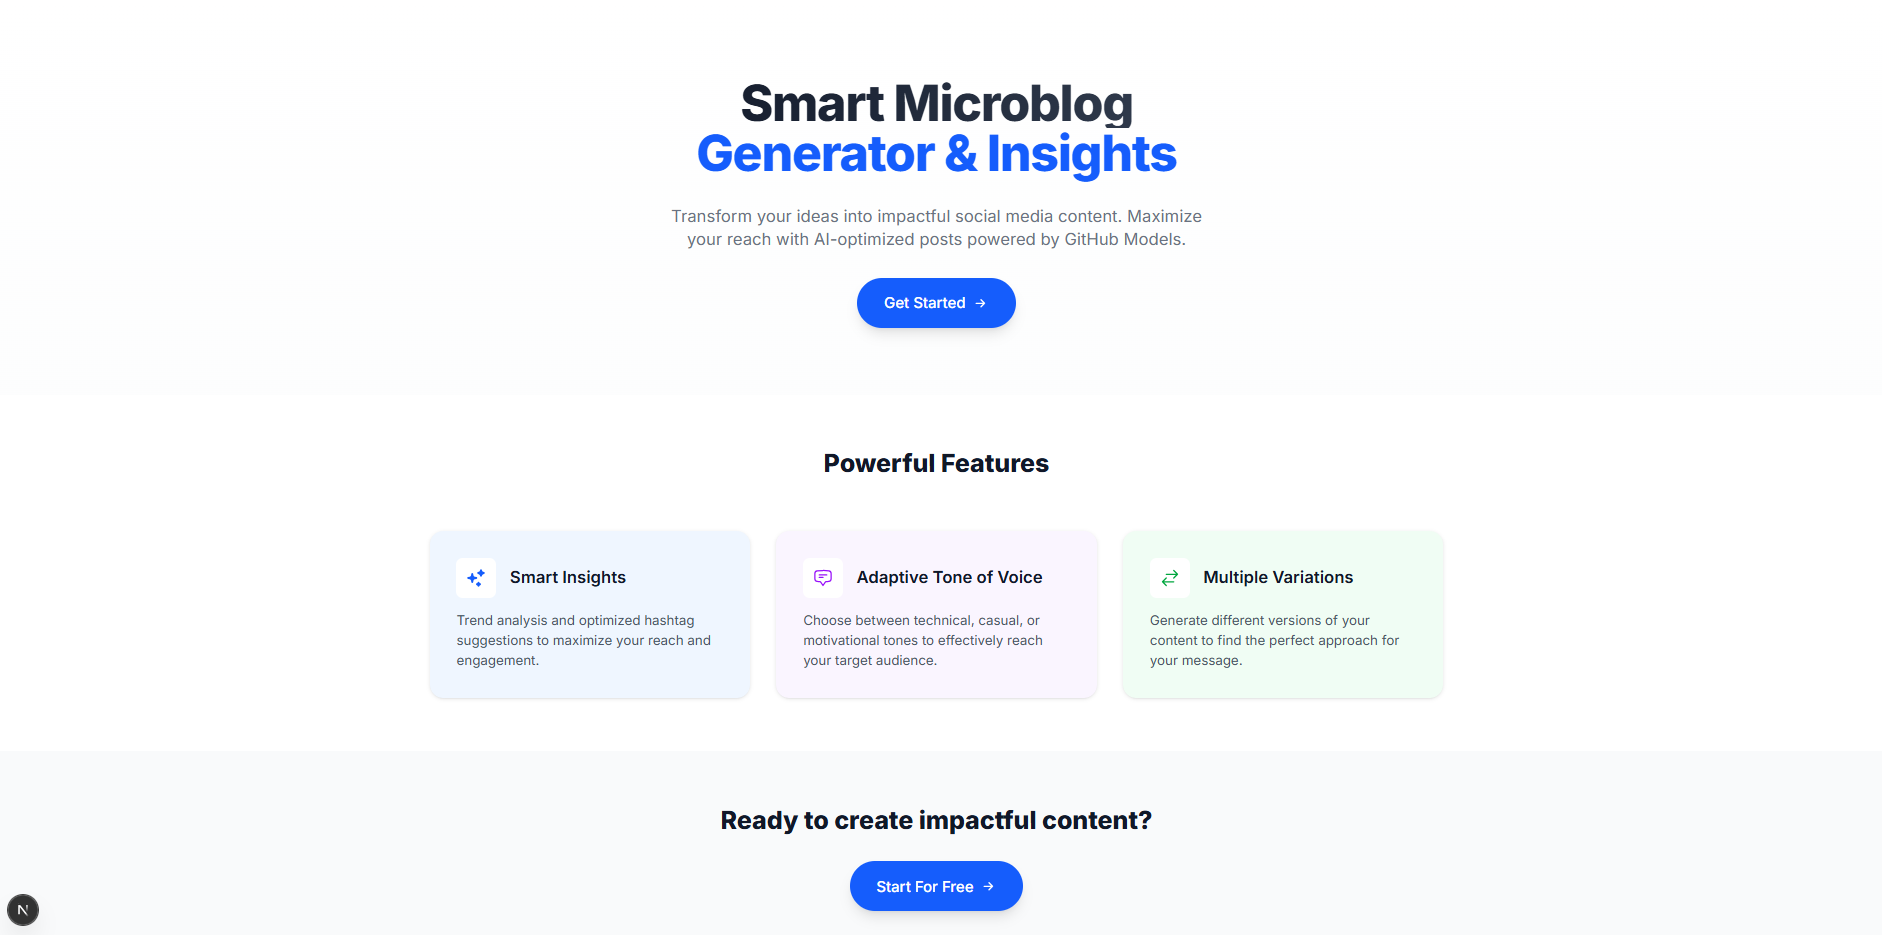 Smart Microblog
Generator & Insights
Transform your ideas into impactful social media content. Maximize
your reach with AI-optimized posts powered by GitHub Models.
Get Started →
Powerful Features
Smart Insights
Trend analysis and optimized hashtag
suggestions to maximize your reach and
engagement.
Adaptive Tone of Voice
Choose between technical, casual, or
motivational tones to effectively reach
your target audience.
Multiple Variations
Generate different versions of your
content to find the perfect approach for
your message.
Ready to create impactful content?
Start For Free →
N